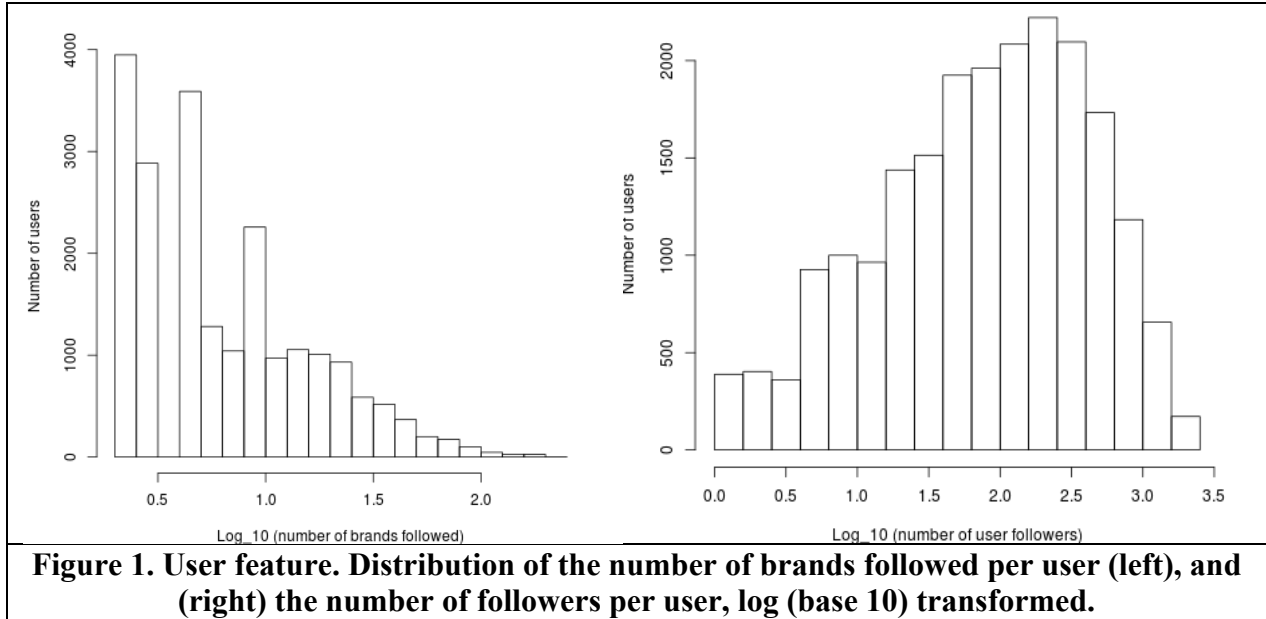 Number of users
4000
3000
2000
1000
0
0.5 1.0 1.5 2.0
Log_10 (number of brands followed)
Number of users
2000
1500
1000
500
0
0.0 0.5 1.0 1.5 2.0 2.5 3.0 3.5
Log_10 (number of user followers)
Figure 1. User feature. Distribution of the number of brands followed per user (left), and
(right) the number of followers per user, log (base 10) transformed.